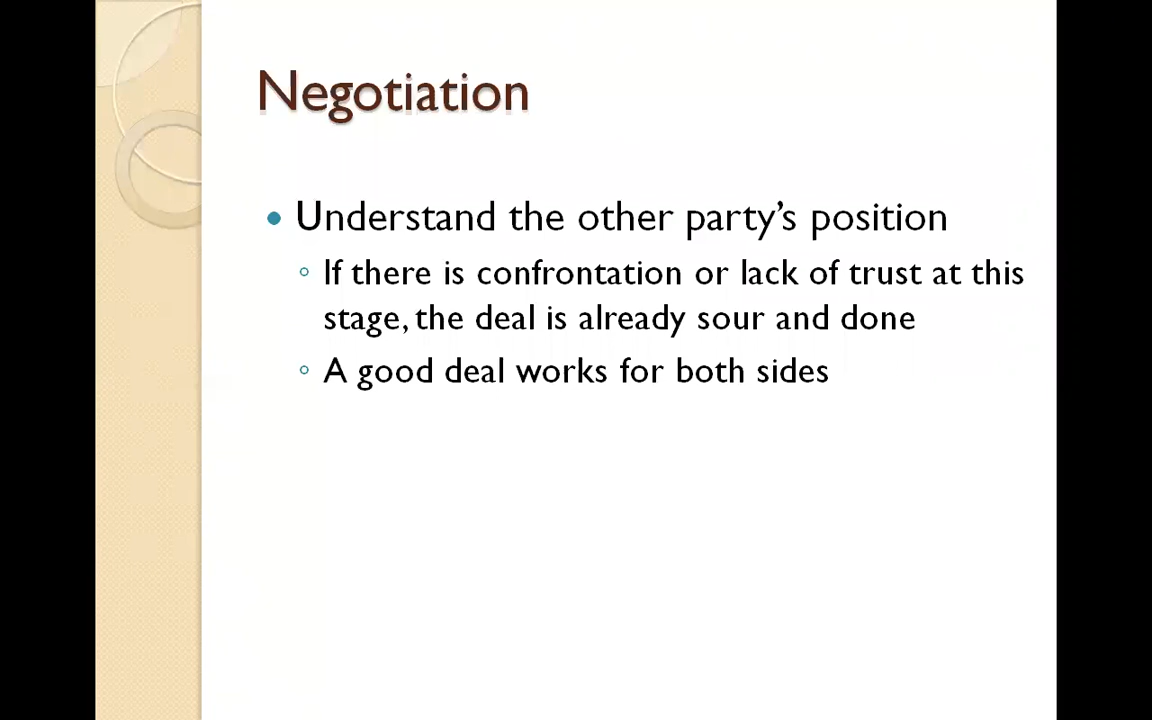 Negotiation
Understand the other party’s position
If there is confrontation or lack of trust at this
stage, the deal is already sour and done
A good deal works for both sides